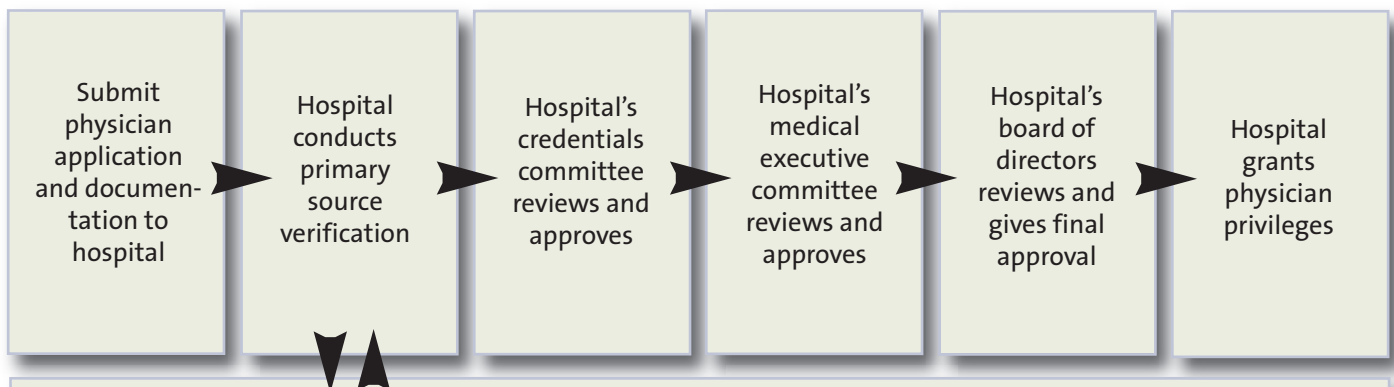 Submit
physician
application
and documen-
tation to
hospital
Hospital
conducts
primary
source
verification
Hospital’s
credentials
committee
reviews and
approves
Hospital’s
medical
executive
committee
reviews and
approves
Hospital’s
board of
directors
reviews and
gives final
approval
Hospital
grants
physician
privileges